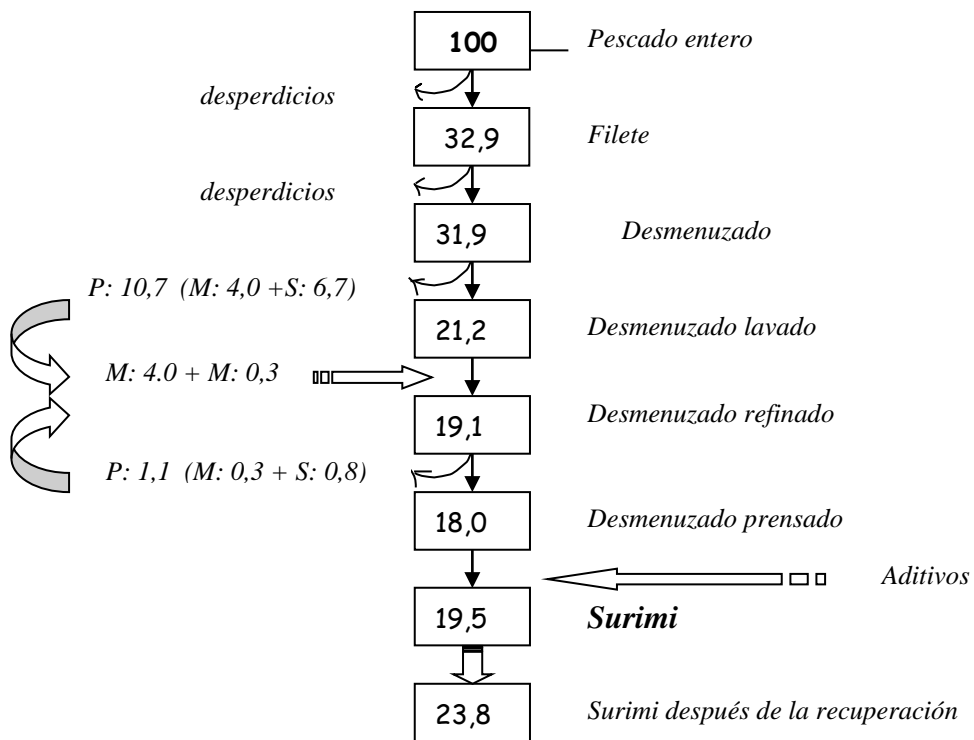 100 Pescado entero
desperdicios
32,9 Filete
desperdicios
31,9 Desmenuzado
P: 10,7 (M: 4,0 +S: 6,7)
21,2 Desmenuzado lavado
M: 4.0 + M: 0,3
19,1 Desmenuzado refinado
P: 1,1 (M: 0,3 + S: 0,8)
18,0 Desmenuzado prensado
Aditivos
19,5 Surimi
23,8 Surimi después de la recuperación